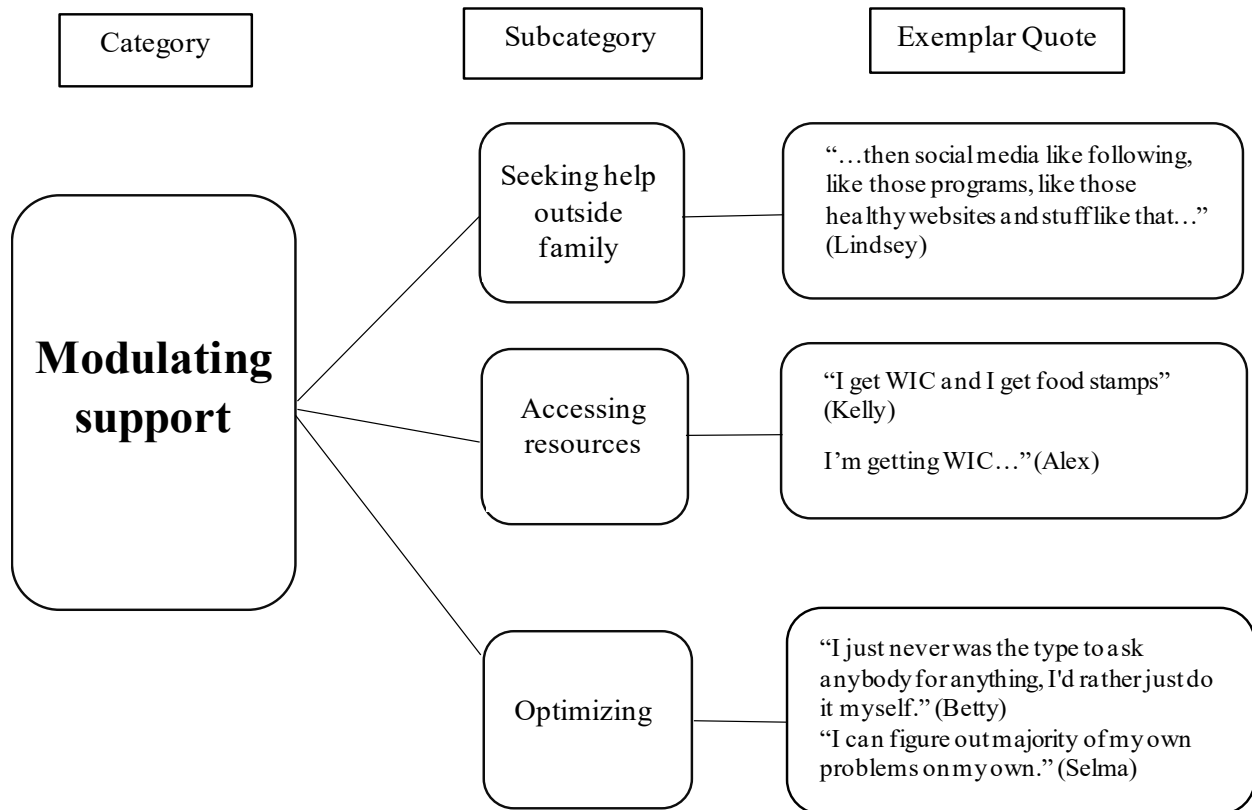 Category
Subcategory
Exemplar Quote
Modulating
support
Seeking help
outside
family
“…then social media like following,
like those programs, like those
healthy websites and stuff like that…”
(Lindsey)
Accessing
resources
“I get WIC and I get food stamps”
(Kelly)
I’m getting WIC…” (Alex)
Optimizing
“I just never was the type to ask
anybody for anything, I'd rather just do
it myself.” (Betty)
“I can figure out majority of my own
problems on my own.” (Selma)